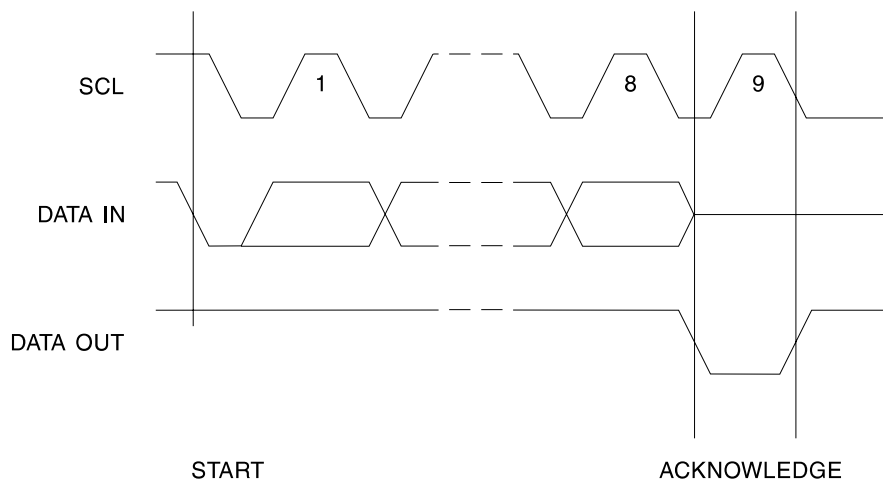 SCL
1
8
9
DATA IN
DATA OUT
START
ACKNOWLEDGE